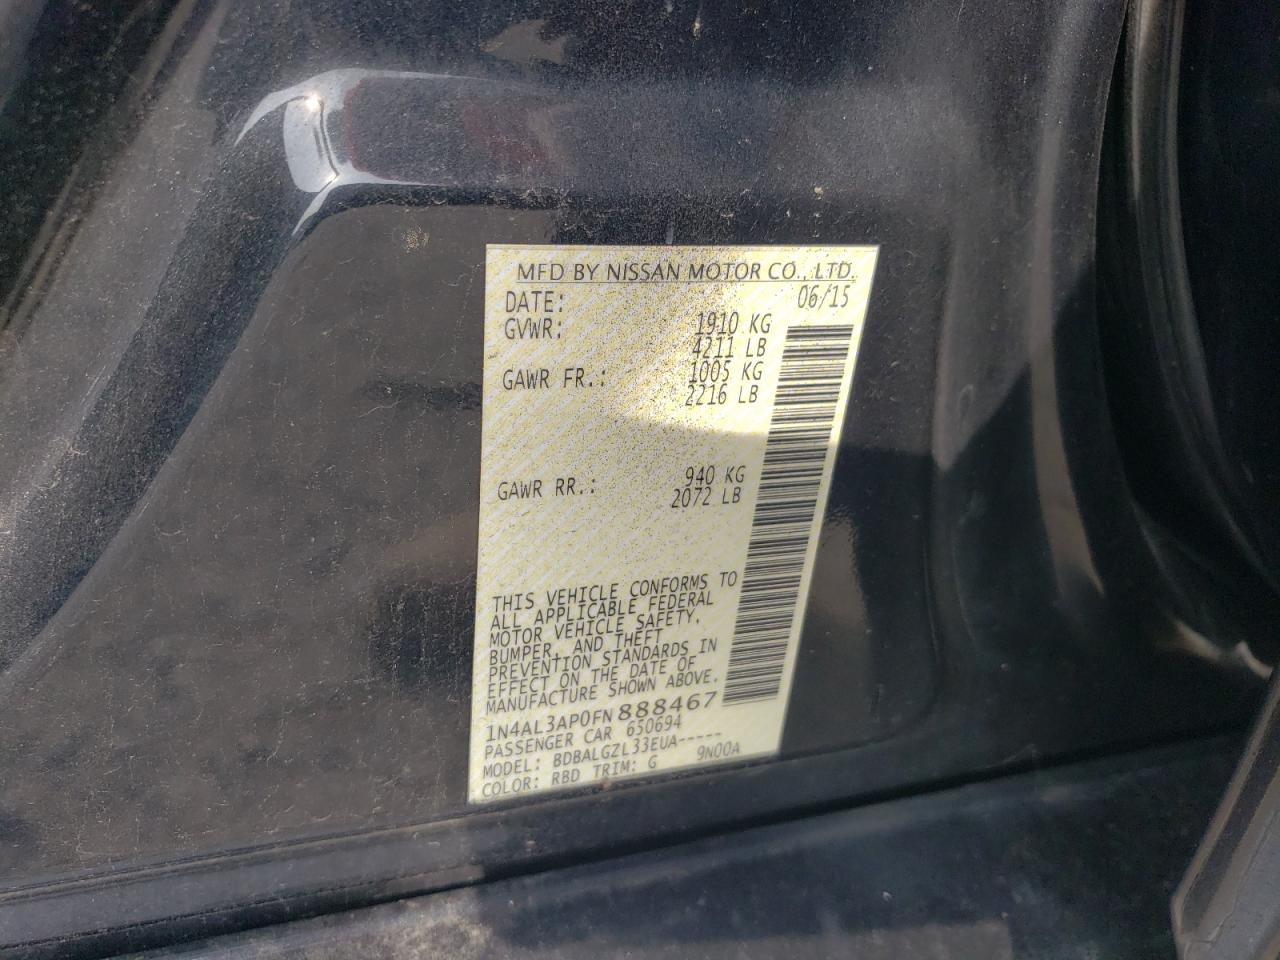 MFD BY NISSAN MOTOR CO., LTD.
DATE: 06/15
GVWR: 1910 KG
4211 LB
GAWR FR.: 1005 KG
2216 LB
GAWR RR.: 940 KG
2072 LB
THIS VEHICLE CONFORMS TO
ALL APPLICABLE FEDERAL
MOTOR VEHICLE SAFETY,
BUMPER, AND THEFT
PREVENTION STANDARDS IN
EFFECT ON THE DATE OF
MANUFACTURE SHOWN ABOVE.
1N4AL3AP0FN888467
PASSENGER CAR 650694
MODEL: BDBALGZL33EUA-----
COLOR: RBD TRIM: G 9N00A